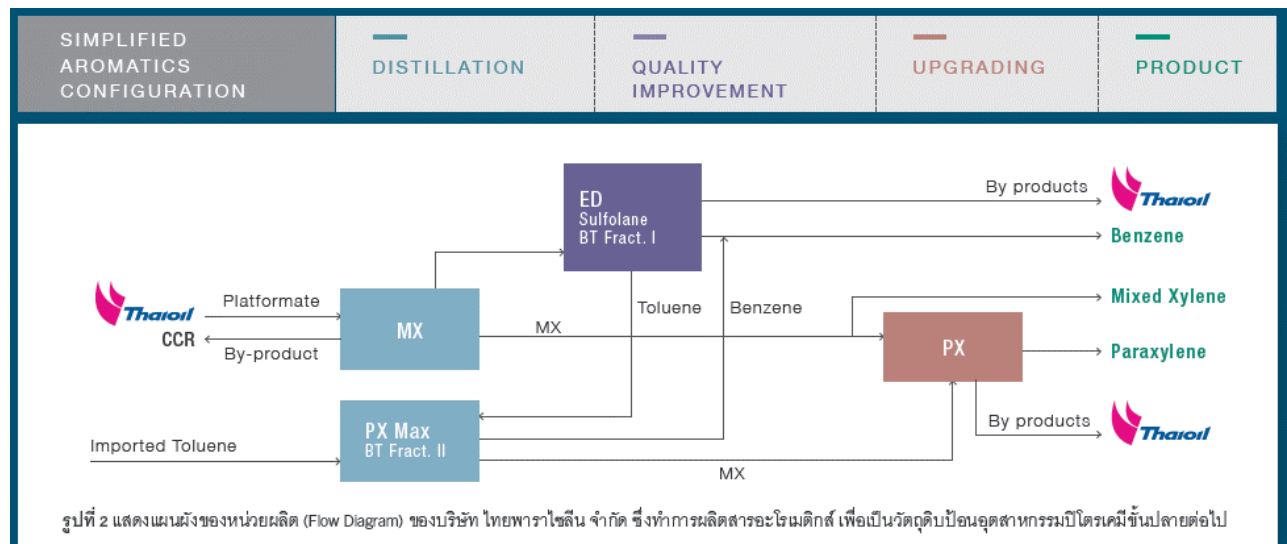 SIMPLIFIED
AROMATICS
CONFIGURATION
DISTILLATION
QUALITY
IMPROVEMENT
UPGRADING
PRODUCT
ED
Sulfolane
BT Fract. I
By products
Thaioil
Benzene
Thaioil
CCR
Platformate
By-product
MX
MX
Toluene
Benzene
Mixed Xylene
PX
Paraxylene
Imported Toluene
PX Max
BT Fract. II
MX
By products
Thaioil
รูปที่ 2 แสดงแผนผังของหน่วยผลิต (Flow Diagram) ของบริษัท ไทยพาราไซลีน จำกัด ซึ่งทำการผลิตสารอะโรเมติกส์ เพื่อเป็นวัตถุดิบป้อนอุตสาหกรรมปิโตรเคมีขั้นปลายต่อไป